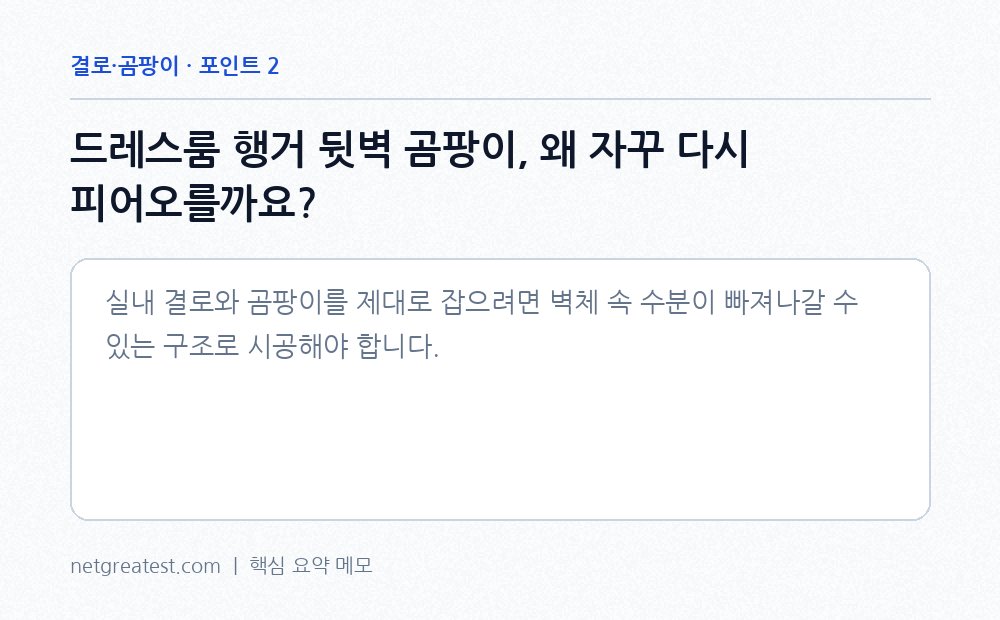 결로·곰팡이 · 포인트 2
드레스룸 행거 뒷벽 곰팡이, 왜 자꾸 다시
피어오를까요?
실내 결로와 곰팡이를 제대로 잡으려면 벽체 속 수분이 빠져나갈 수
있는 구조로 시공해야 합니다.
netgreatest.com | 핵심 요약 메모